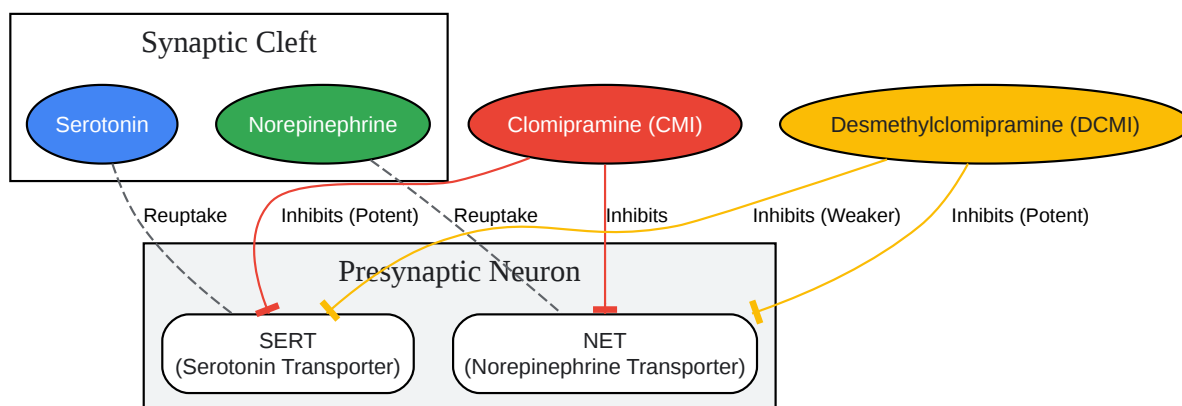 Synaptic Cleft
Serotonin
Norepinephrine
Clomipramine (CMI)
Desmethylclomipramine (DCMI)
Reuptake
Inhibits (Potent)
Reuptake
Inhibits
Inhibits (Weaker)
Inhibits (Potent)
Presynaptic Neuron
SERT
(Serotonin Transporter)
NET
(Norepinephrine Transporter)